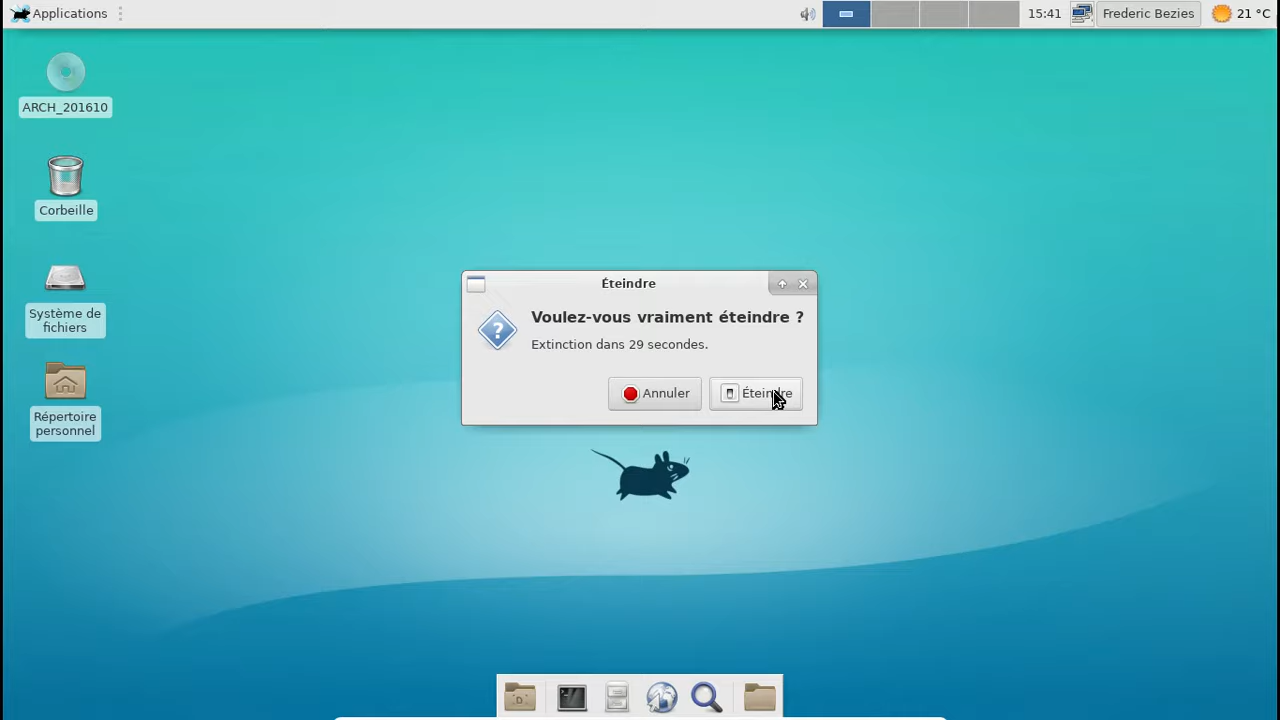 Applications
15:41
Frederic Bezies
21 °C
ARCH_201610
Corbeille
Système de
fichiers
Répertoire
personnel
Éteindre
Voulez-vous vraiment éteindre ?
Extinction dans 29 secondes.
Annuler
Éteindre